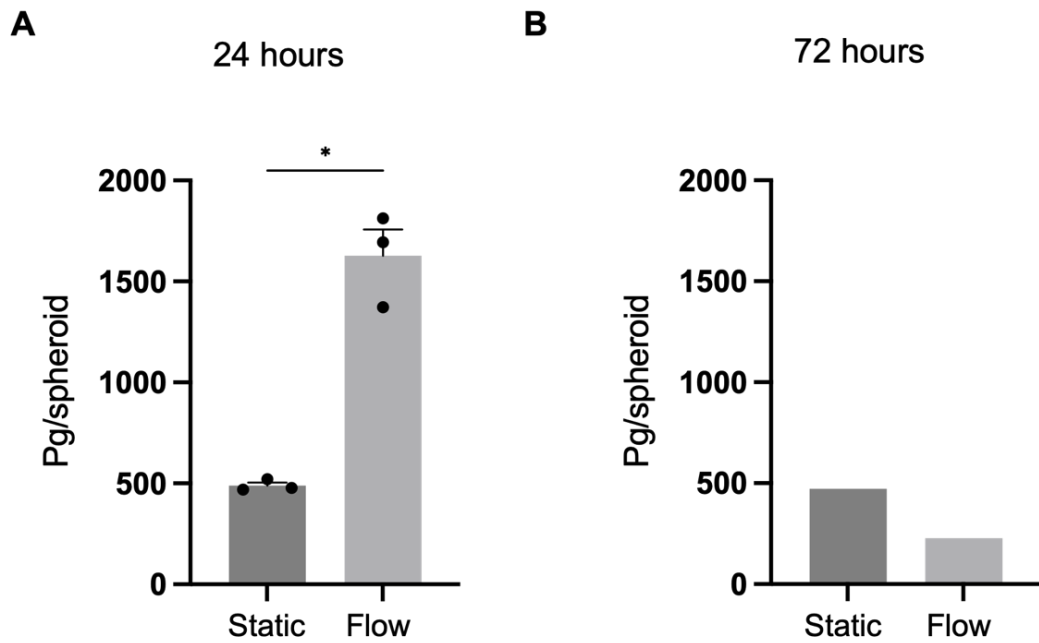 A
24 hours
*
Pg/spheroid
2000
1500
1000
500
0
Static Flow
B
72 hours
Pg/spheroid
2000
1500
1000
500
0
Static Flow